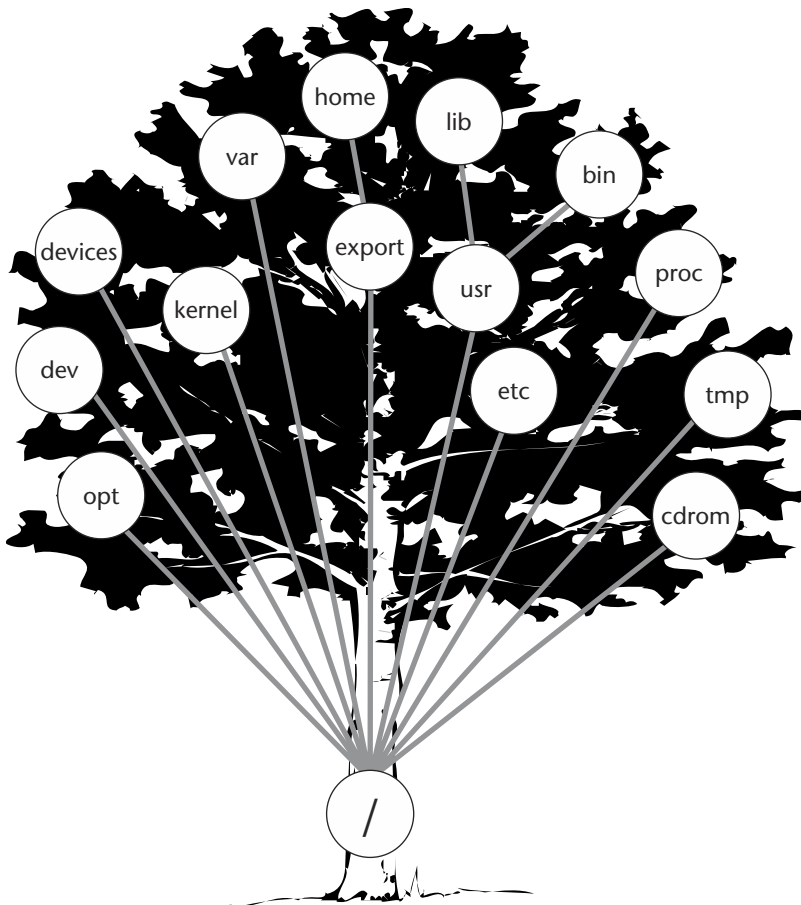 home
lib
var
bin
devices
export
proc
usr
kernel
dev
etc
tmp
opt
cdrom
/